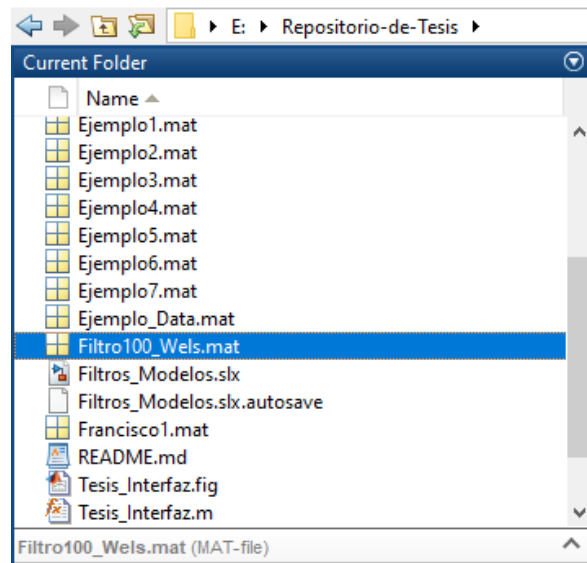 E: Repositorio-de-Tesis
Current Folder
Name
Ejemplo1.mat
Ejemplo2.mat
Ejemplo3.mat
Ejemplo4.mat
Ejemplo5.mat
Ejemplo6.mat
Ejemplo7.mat
Ejemplo_Data.mat
Filtro100_Wels.mat
Filtros_Modelos.slx
Filtros_Modelos.slx.autosave
Francisco1.mat
README.md
Tesis_Interfaz.fig
Tesis_Interfaz.m
Filtro100_Wels.mat (MAT-file)